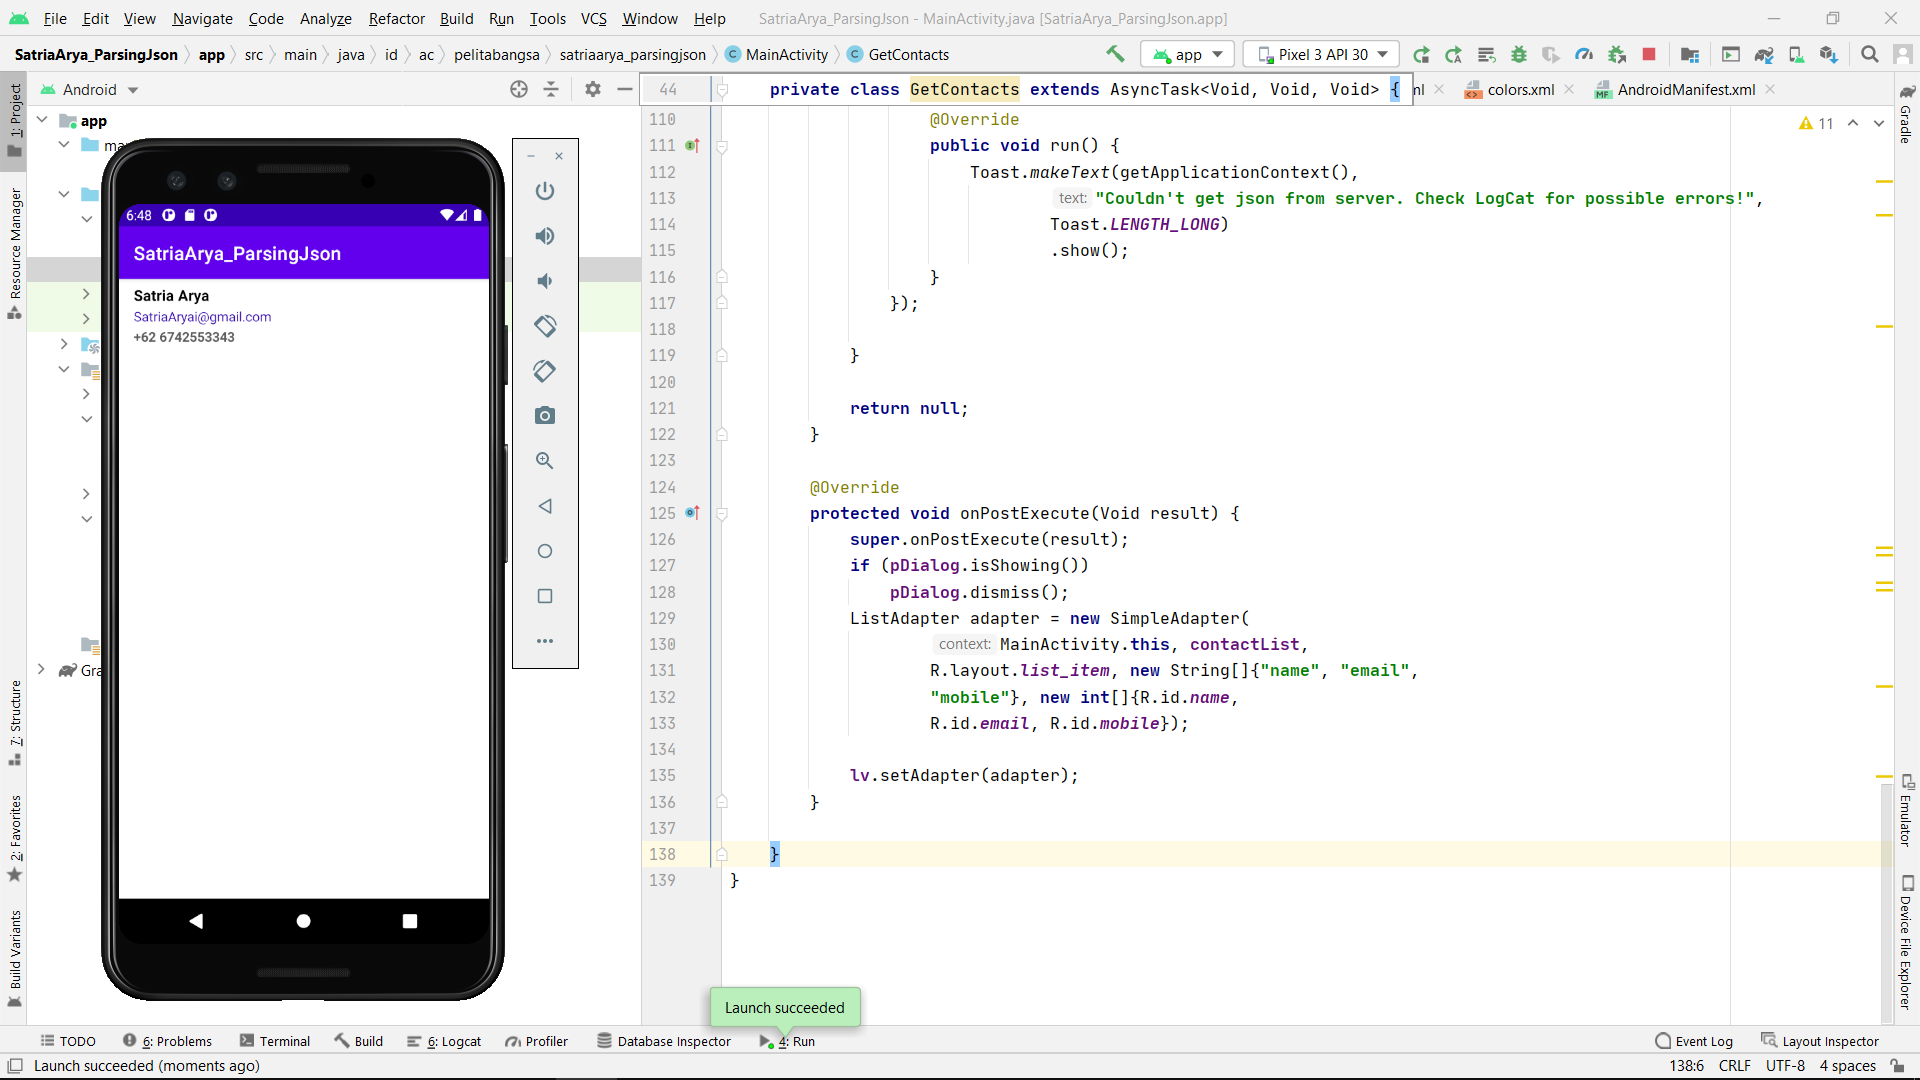 File Edit View Navigate Code Analyze Refactor Build Run Tools VCS Window Help SatriaArya_ParsingJson - MainActivity.java [SatriaArya_ParsingJson.app]
SatriaArya_ParsingJson app src main java id ac pelitabangsa satriaarya_parsingjson MainActivity GetContacts app Pixel 3 API 30
Android
44 private class GetContacts extends AsyncTask<Void, Void, Void> {
ml colors.xml AndroidManifest.xml
11
app
ma
Gra
1: Project
Resource Manager
7: Structure
2: Favorites
Build Variants
6:48
SatriaArya_ParsingJson
Satria Arya
SatriaAryai@gmail.com
+62 6742553343
110 @Override
111 public void run() {
112 Toast.makeText(getApplicationContext(),
113 text: "Couldn't get json from server. Check LogCat for possible errors!",
114 Toast.LENGTH_LONG)
115 .show();
116 }
117 });
118
119 }
120
121 return null;
122 }
123
124 @Override
125 protected void onPostExecute(Void result) {
126 super.onPostExecute(result);
127 if (pDialog.isShowing())
128 pDialog.dismiss();
129 ListAdapter adapter = new SimpleAdapter(
130 context: MainActivity.this, contactList,
131 R.layout.list_item, new String[]{"name", "email",
132 "mobile"}, new int[]{R.id.name,
133 R.id.email, R.id.mobile});
134
135 lv.setAdapter(adapter);
136 }
137
138 }
139 }
Gradle
Emulator
Device File Explorer
Launch succeeded
TODO 6: Problems Terminal Build 6: Logcat Profiler Database Inspector 4: Run Event Log Layout Inspector
Launch succeeded (moments ago) 138:6 CRLF UTF-8 4 spaces